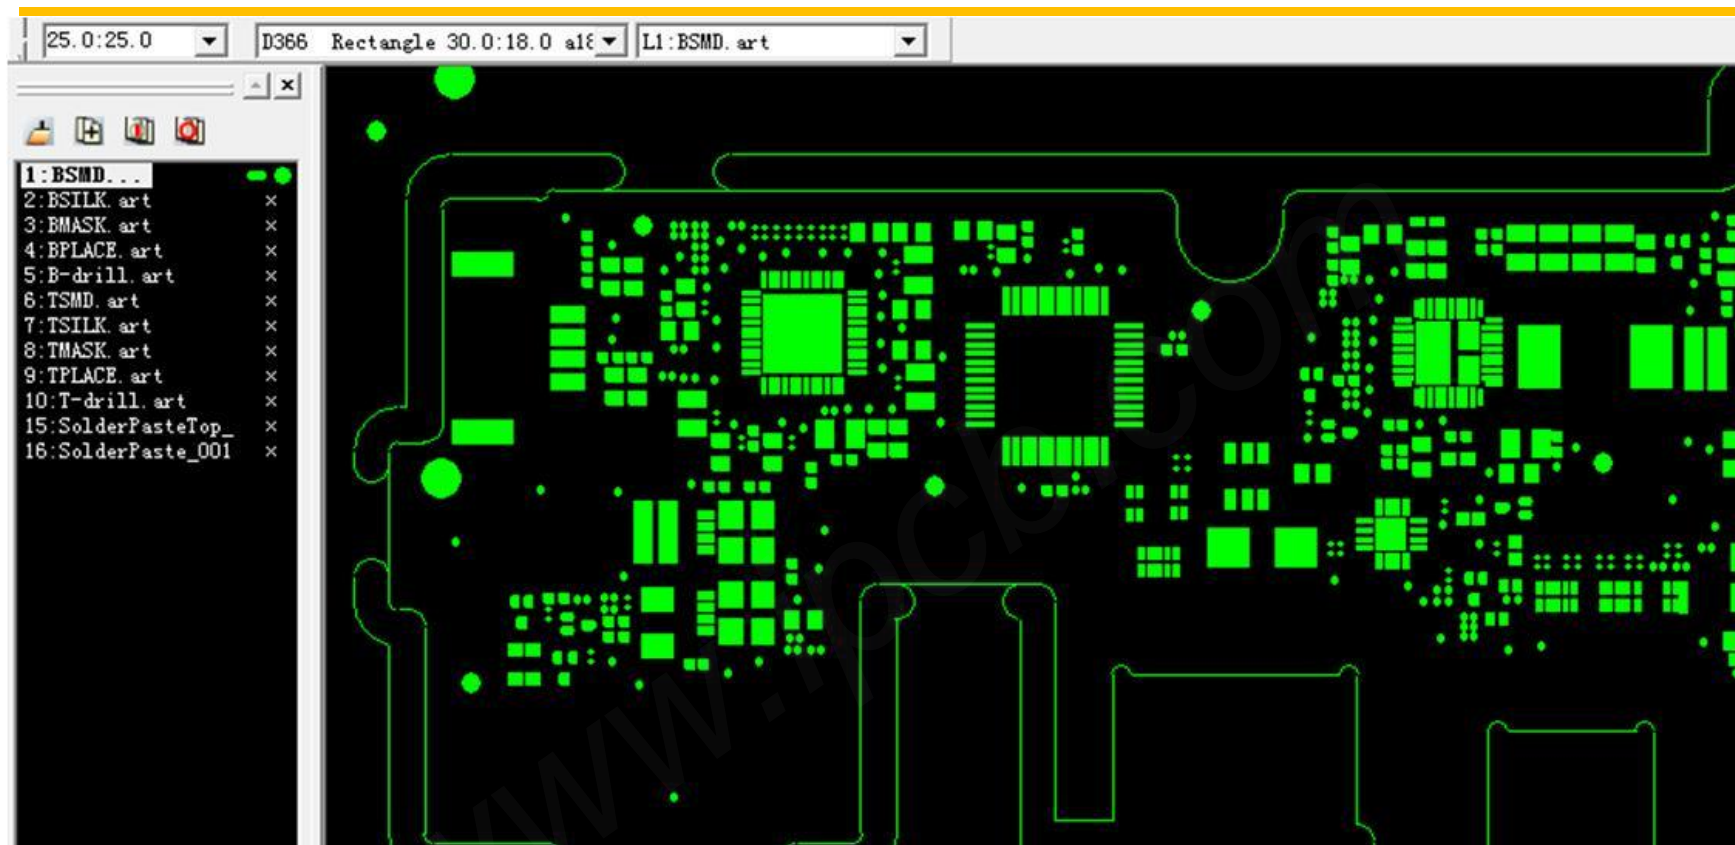 25.0:25.0
D366 Rectangle 30.0:18.0 a18
L1:BSMD.art
1:BSMD...
2:BSILK.art
3:BMASK.art
4:BPLACE.art
5:B-drill.art
6:TSMD.art
7:TSILK.art
8:TMASK.art
9:TPLACE.art
10:T-drill.art
15:SolderPasteTop_
16:SolderPaste_001
www.ipcb.com